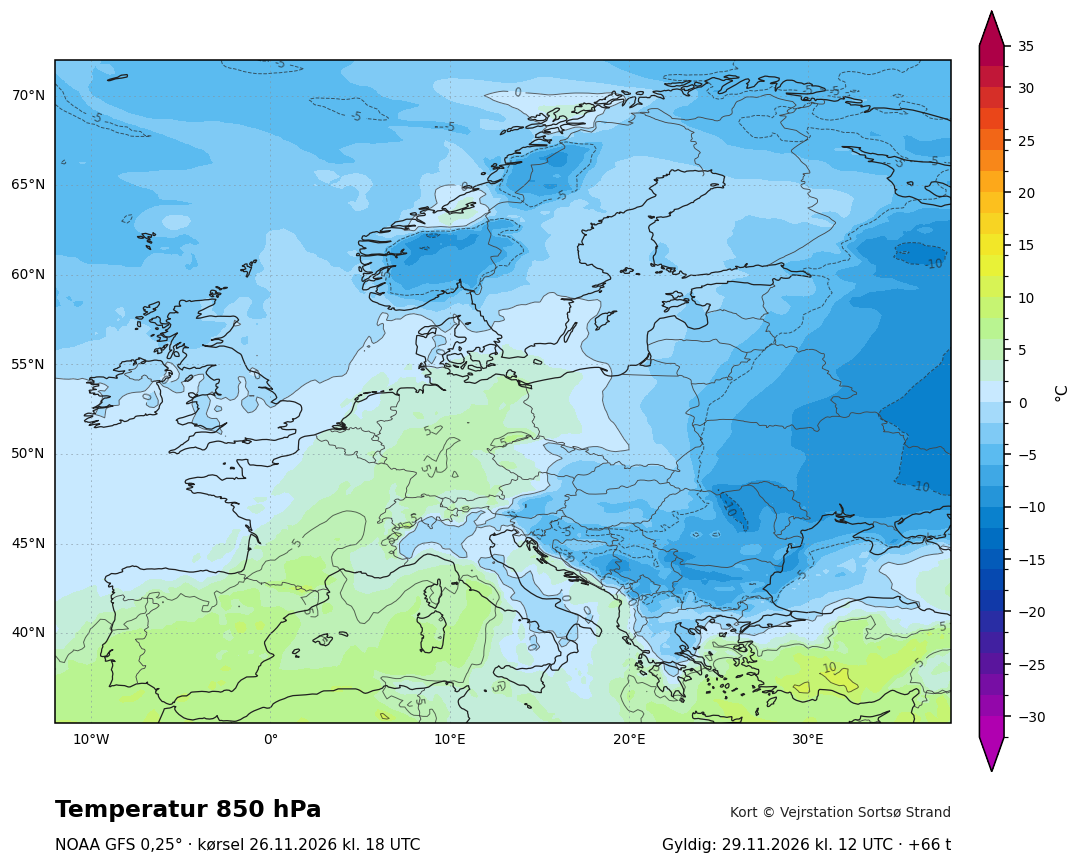 70°N
65°N
60°N
55°N
50°N
45°N
40°N
10°W
0°
10°E
20°E
30°E
35
30
25
20
15
10
5
0
−5
−10
−15
−20
−25
−30
°C
Temperatur 850 hPa
Kort © Vejrstation Sortsø Strand
NOAA GFS 0,25° · kørsel 26.11.2026 kl. 18 UTC
Gyldig: 29.11.2026 kl. 12 UTC · +66 t